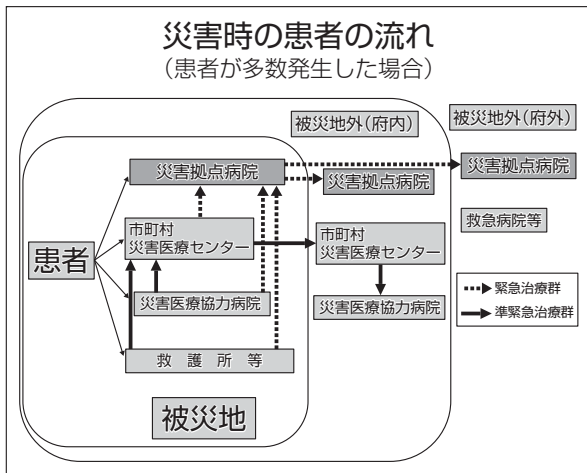 災害時の患者の流れ
（患者が多数発生した場合）
被災地外（府内）
被災地外（府外）
災害拠点病院
災害拠点病院
災害拠点病院
市町村
災害医療センター
市町村
災害医療センター
救急病院等
患者
災害医療協力病院
災害医療協力病院
緊急治療群
準緊急治療群
救護所等
被災地